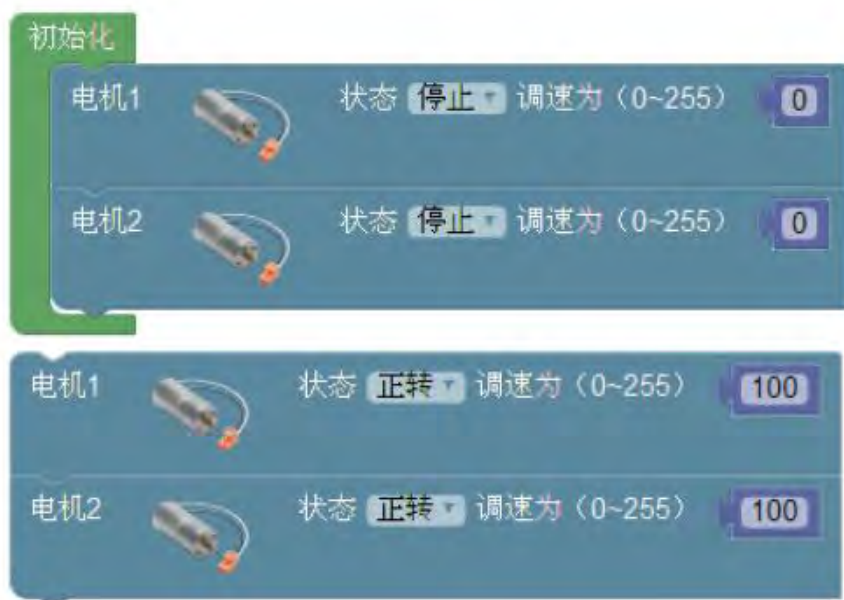 初始化
电机1 状态 停止 调速为（0~255） 0
电机2 状态 停止 调速为（0~255） 0
电机1 状态 正转 调速为（0~255） 100
电机2 状态 正转 调速为（0~255） 100